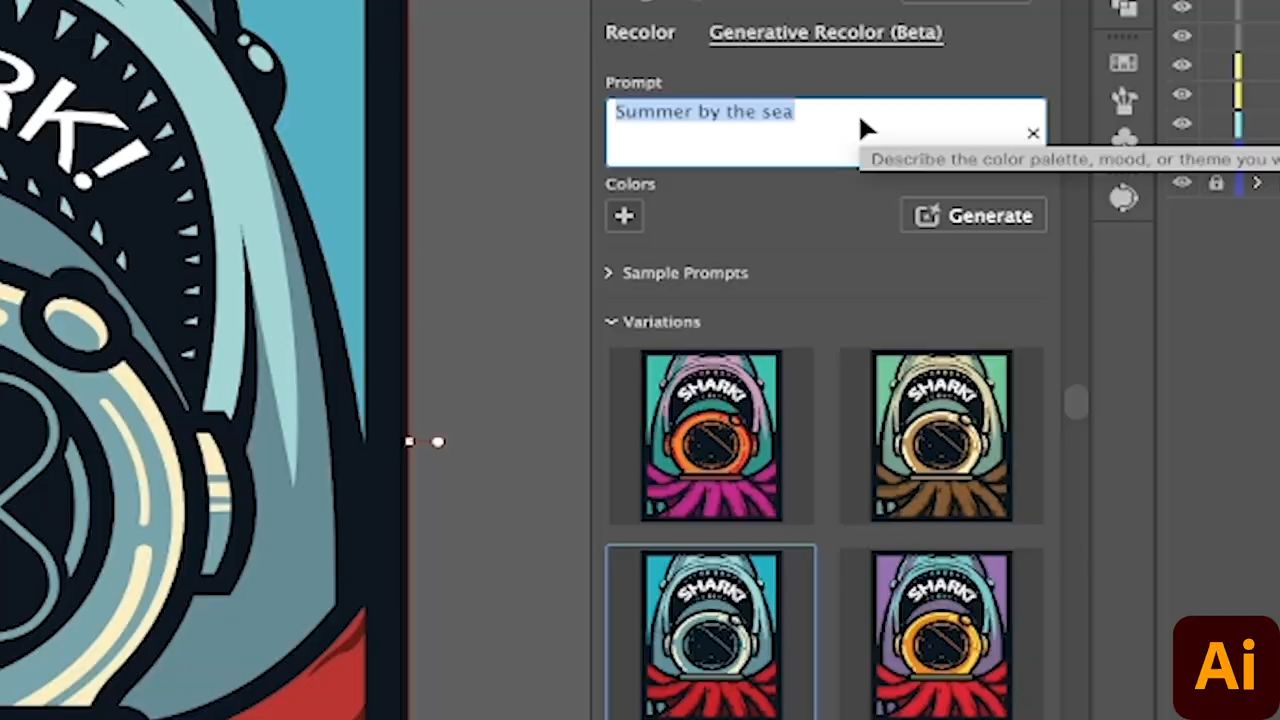 RK!
Recolor
Generative Recolor (Beta)
Prompt
Summer by the sea
Describe the color palette, mood, or theme you w
Colors
Generate
Sample Prompts
Variations
SHARK!
SHARK!
SHARK!
SHARK!
Ai